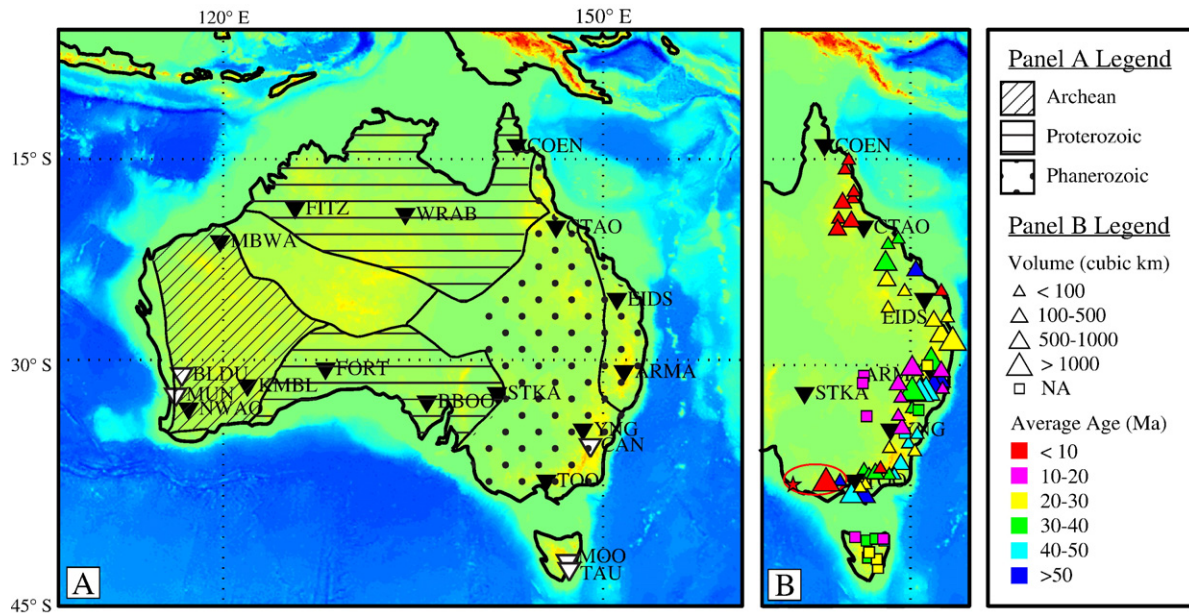 120° E
150° E
15° S
30° S
45° S
COEN
FITZ
WRAB
CTAO
MBWA
EIDS
BLDU
MUN
KMBL
NWAO
FORT
BBOO
STKA
ARMA
YNG
CAN
TOO
MOO
TAU
A
COEN
CTAO
EIDS
STKA
B
Panel A Legend
Archean
Proterozoic
Phanerozoic
Panel B Legend
Volume (cubic km)
< 100
100-500
500-1000
> 1000
NA
Average Age (Ma)
< 10
10-20
20-30
30-40
40-50
>50